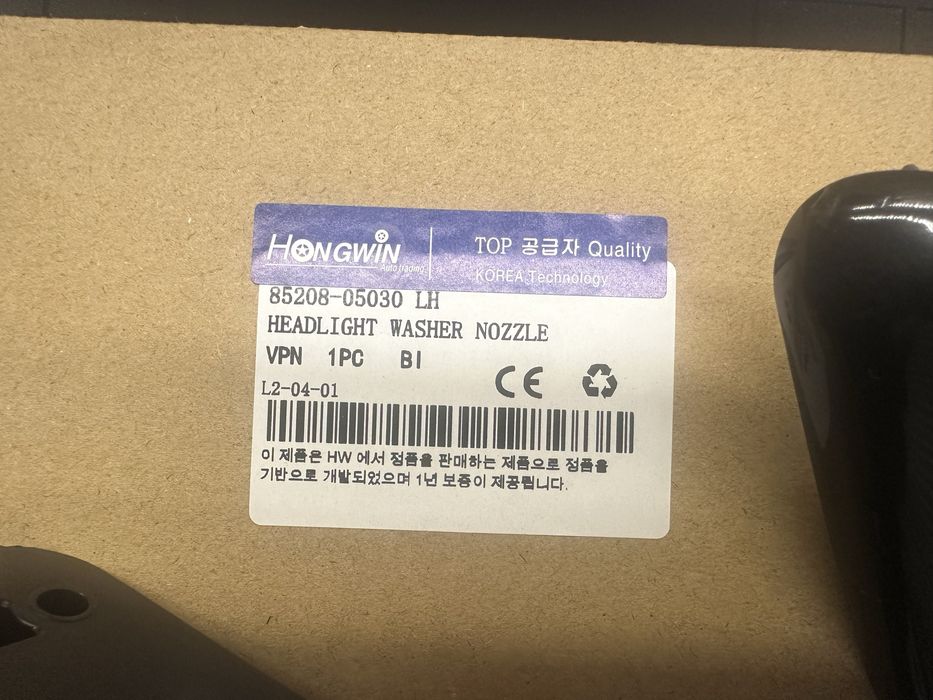 HONGWIN
Auto trading
TOP 공급자 Quality
KOREA Technology
85208-05030 LH
HEADLIGHT WASHER NOZZLE
VPN 1PC BI
CE
L2-04-01
이 제품은 HW 에서 정품을 판매하는 제품으로 정품을
기반으로 개발되었으며 1년 보증이 제공됩니다.